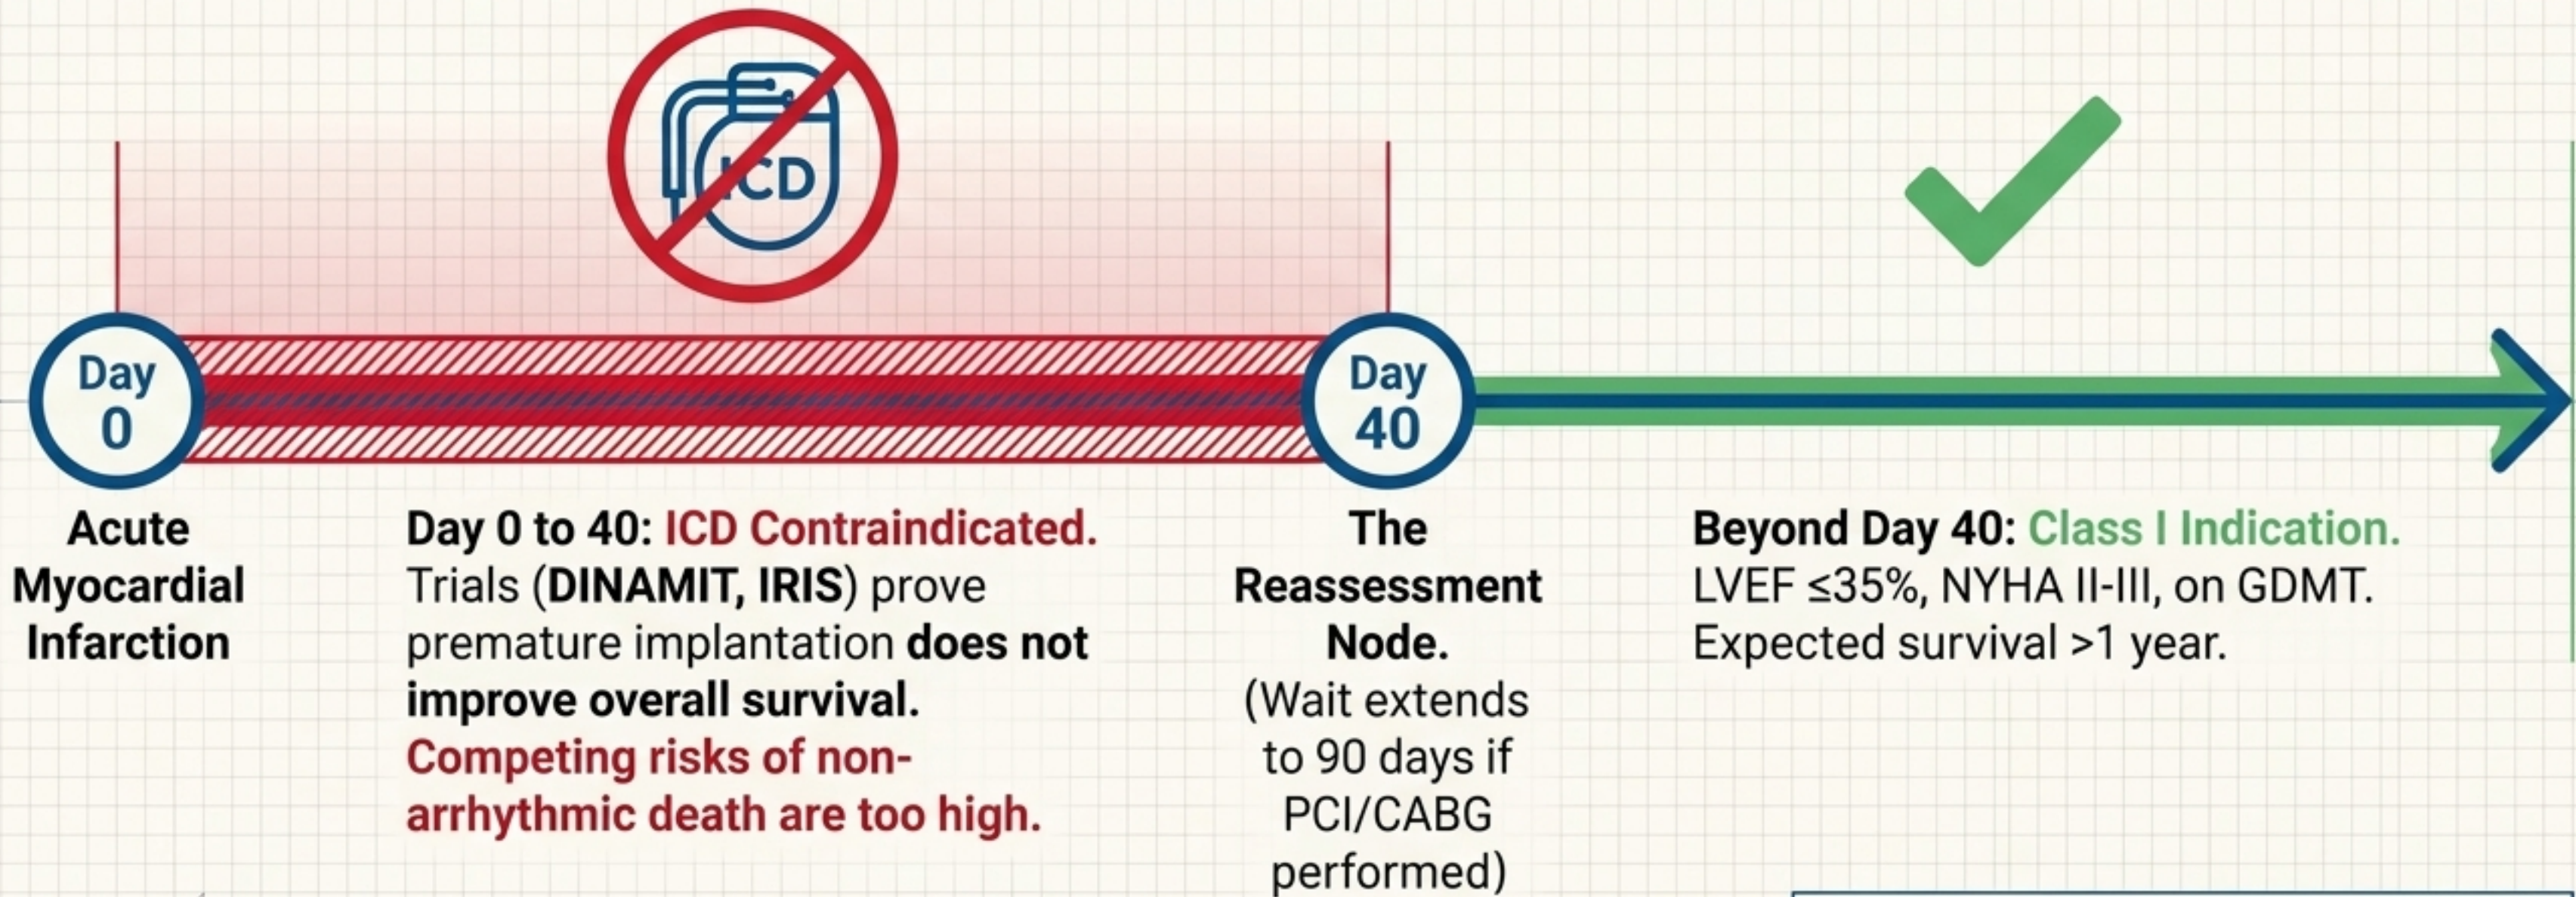 ICD
Day
0
Day
40
Acute
Myocardial
Infarction
Day 0 to 40: ICD Contraindicated.
Trials (DINAMIT, IRIS) prove
premature implantation does not
improve overall survival.
Competing risks of non-
arrhythmic death are too high.
The
Reassessment
Node.
(Wait extends
to 90 days if
PCI/CABG
performed)
Beyond Day 40: Class I Indication.
LVEF ≤35%, NYHA II-III, on GDMT.
Expected survival >1 year.